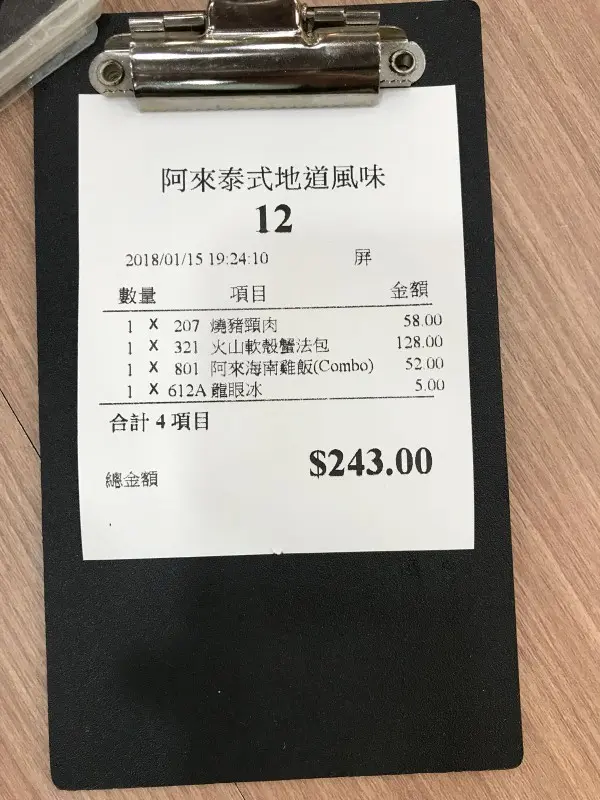 阿來泰式地道風味
12
2018/01/15 19:24:10 屏
數量 項目 金額
1 X 207 燒豬頸肉 58.00
1 X 321 火山軟殼蟹法包 128.00
1 X 801 阿來海南雞飯(Combo) 52.00
1 X 612A 龍眼冰 5.00
合計 4 項目
總金額 $243.00